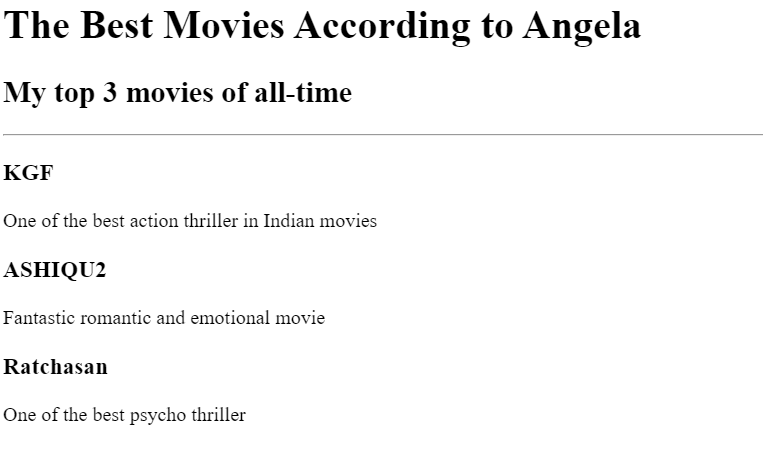 The Best Movies According to Angela
My top 3 movies of all-time
KGF
One of the best action thriller in Indian movies
ASHIQU2
Fantastic romantic and emotional movie
Ratchasan
One of the best psycho thriller